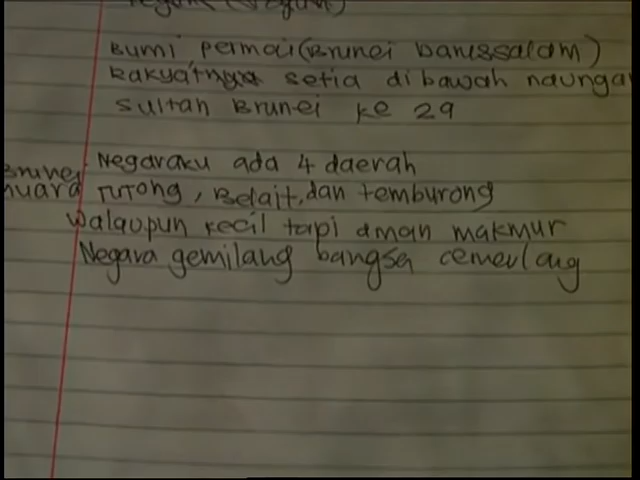 Bumi permai (Brunei Darussalam)
Rakyatnya setia dibawah naunga
Sultan Brunei ke 29
Negaraku ada 4 daerah
Brunei muara Tutong, Belait, dan temburong
Walaupun kecil tapi aman makmur
Negara gemilang bangsa cemerlang